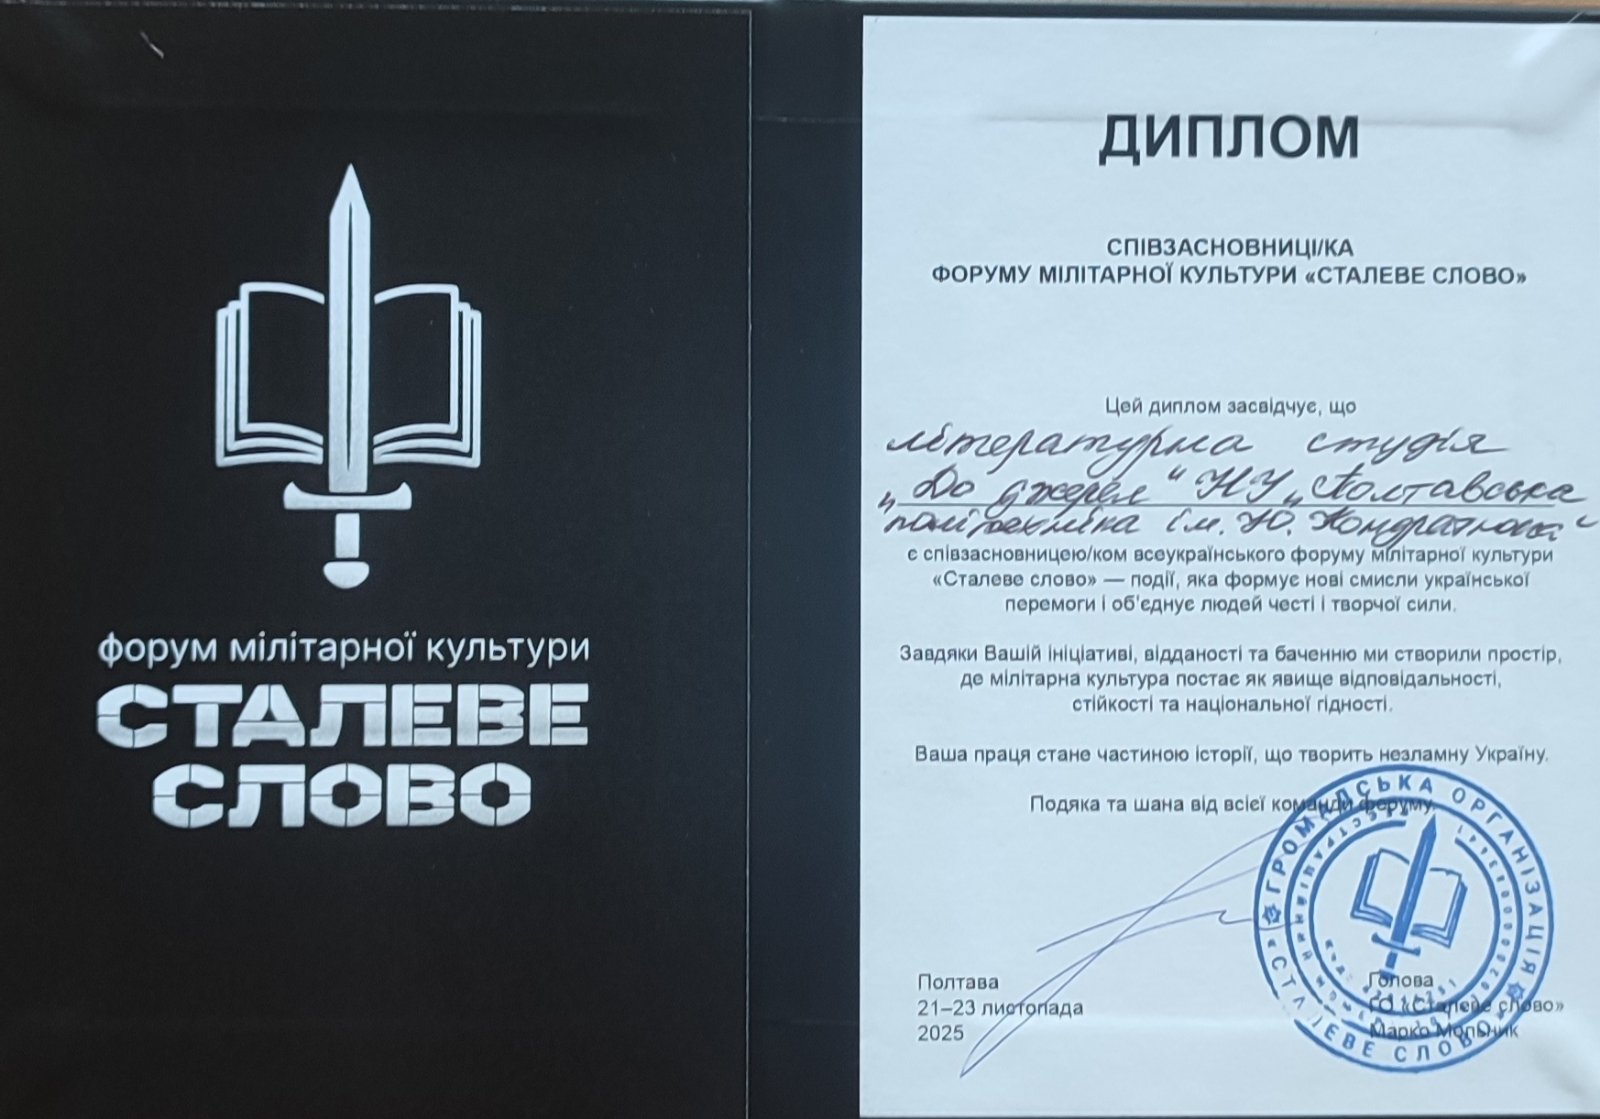 форум мілітарної культури
СТАЛЕВЕ
СЛОВО
ДИПЛОМ
СПІВЗАСНОВНИЦІ/КА
ФОРУМУ МІЛІТАРНОЇ КУЛЬТУРИ «СТАЛЕВЕ СЛОВО»
Цей диплом засвідчує, що
літературна студія
„До джерел“ НУ „Полтавська
політехніка ім. Ю. Кондратюка“
є співзасновницею/ком всеукраїнського форуму мілітарної культури
«Сталеве слово» — події, яка формує нові смисли української
перемоги і об'єднує людей честі і творчої сили.
Завдяки Вашій ініціативі, відданості та баченню ми створили простір,
де мілітарна культура постає як явище відповідальності,
стійкості та національної гідності.
Ваша праця стане частиною історії, що творить незламну Україну.
Подяка та шана від всієї команди форуму.
Полтава
21–23 листопада
2025
Голова
ГО «Сталеве слово»
Марко Мольчик
ГРОМАДСЬКА ОРГАНІЗАЦІЯ
«СТАЛЕВЕ СЛОВО»